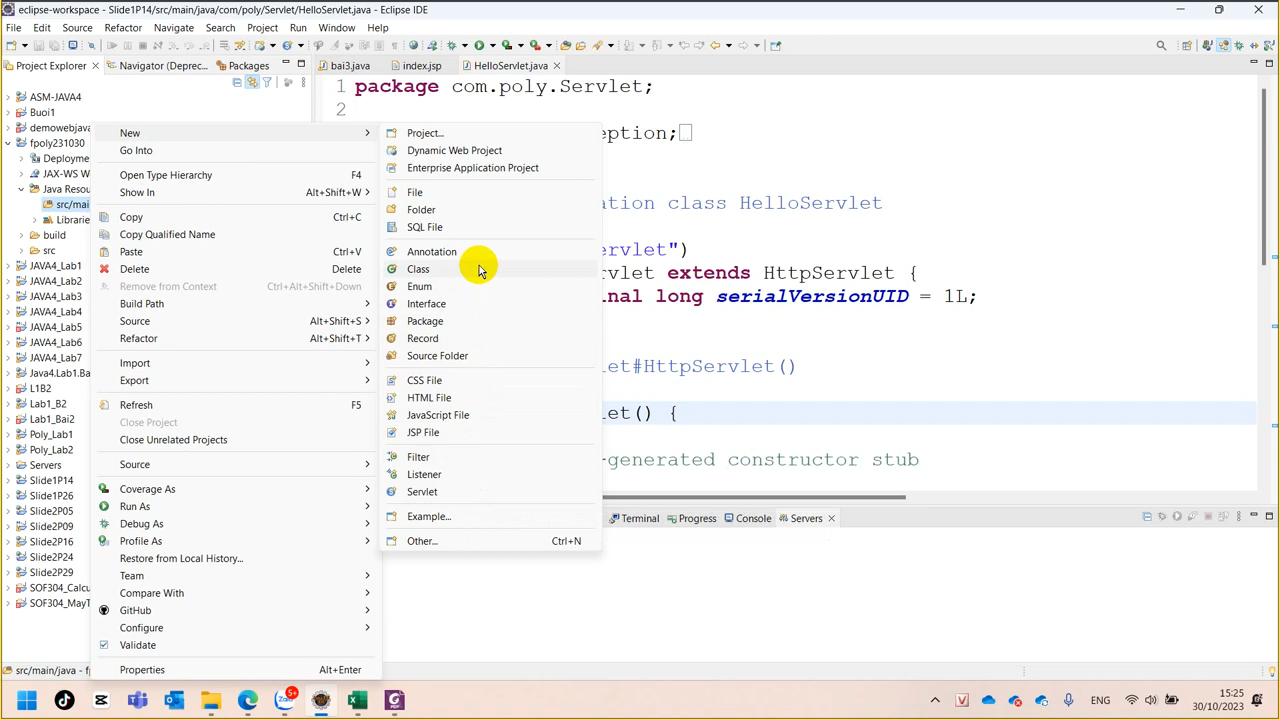 eclipse-workspace - Slide1P14/src/main/java/com/poly/Servlet/HelloServlet.java - Eclipse IDE
File Edit Source Refactor Navigate Search Project Run Window Help
Project Explorer Navigator (Deprec... Packages
bai3.java index.jsp HelloServlet.java
ASM-JAVA4
Buoi1
demowebjava
fpoly231030
Deployme
JAX-WS W
Java Resou
src/mai
Librarie
build
src
JAVA4_Lab1
JAVA4_Lab2
JAVA4_Lab3
JAVA4_Lab4
JAVA4_Lab5
JAVA4_Lab6
JAVA4_Lab7
Java4.Lab1.Ba
L1B2
Lab1_B2
Lab1_Bai2
Poly_Lab1
Poly_Lab2
Servers
Slide1P14
Slide1P26
Slide2P05
Slide2P09
Slide2P16
Slide2P24
Slide2P29
SOF304_Calcu
SOF304_MayT
New
Go Into
Open Type Hierarchy F4
Show In Alt+Shift+W
Copy Ctrl+C
Copy Qualified Name
Paste Ctrl+V
Delete Delete
Remove from Context Ctrl+Alt+Shift+Down
Build Path
Source Alt+Shift+S
Refactor Alt+Shift+T
Import
Export
Refresh F5
Close Project
Close Unrelated Projects
Source
Coverage As
Run As
Debug As
Profile As
Restore from Local History...
Team
Compare With
GitHub
Configure
Validate
Properties Alt+Enter
Project...
Dynamic Web Project
Enterprise Application Project
File
Folder
SQL File
Annotation
Class
Enum
Interface
Package
Record
Source Folder
CSS File
HTML File
JavaScript File
JSP File
Filter
Listener
Servlet
Example...
Other... Ctrl+N
1 package com.poly.Servlet;
2
eption;
ation class HelloServlet
ervlet")
rvlet extends HttpServlet {
nal long serialVersionUID = 1L;
et#HttpServlet()
let() {
-generated constructor stub
Terminal Progress Console Servers
src/main/java - f
5+
ENG
15:25
30/10/2023